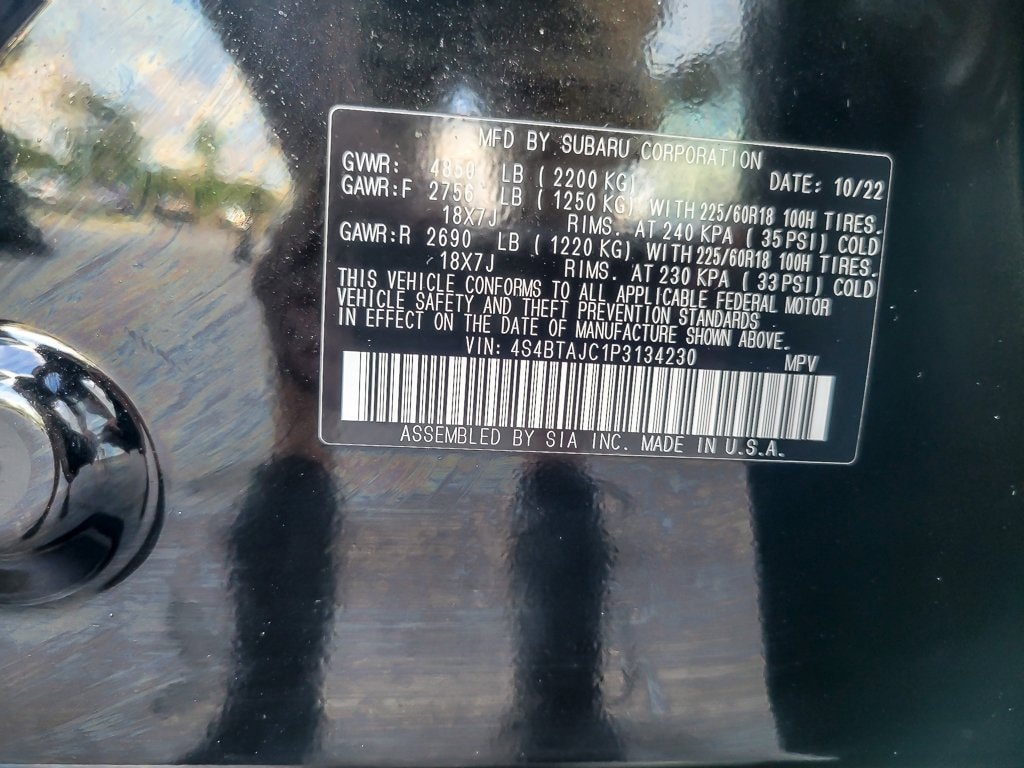 MFD BY SUBARU CORPORATION
GVWR: 4850 LB ( 2200 KG) DATE: 10/22
GAWR:F 2756 LB ( 1250 KG) WITH 225/60R18 100H TIRES.
18X7J RIMS. AT 240 KPA ( 35 PSI) COLD
GAWR:R 2690 LB ( 1220 KG) WITH 225/60R18 100H TIRES.
18X7J RIMS. AT 230 KPA ( 33 PSI) COLD
THIS VEHICLE CONFORMS TO ALL APPLICABLE FEDERAL MOTOR
VEHICLE SAFETY AND THEFT PREVENTION STANDARDS
IN EFFECT ON THE DATE OF MANUFACTURE SHOWN ABOVE.
VIN: 4S4BTAJC1P3134230 MPV
ASSEMBLED BY SIA INC. MADE IN U.S.A.